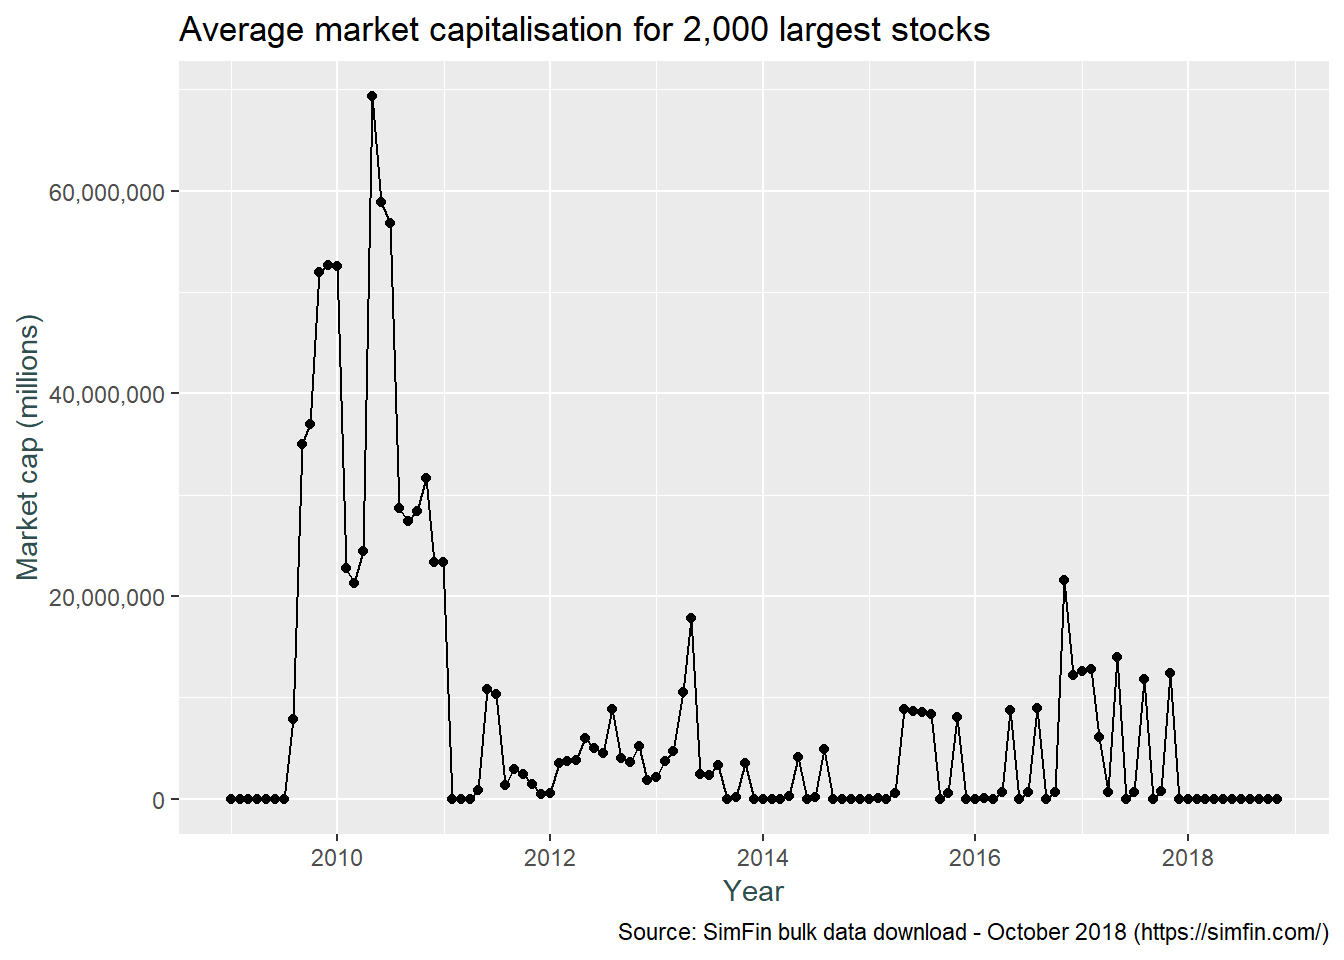 Average market capitalisation for 2,000 largest stocks
Market cap (millions)
60,000,000
40,000,000
20,000,000
0
2010 2012 2014 2016 2018
Year
Source: SimFin bulk data download - October 2018 (https://simfin.com/)